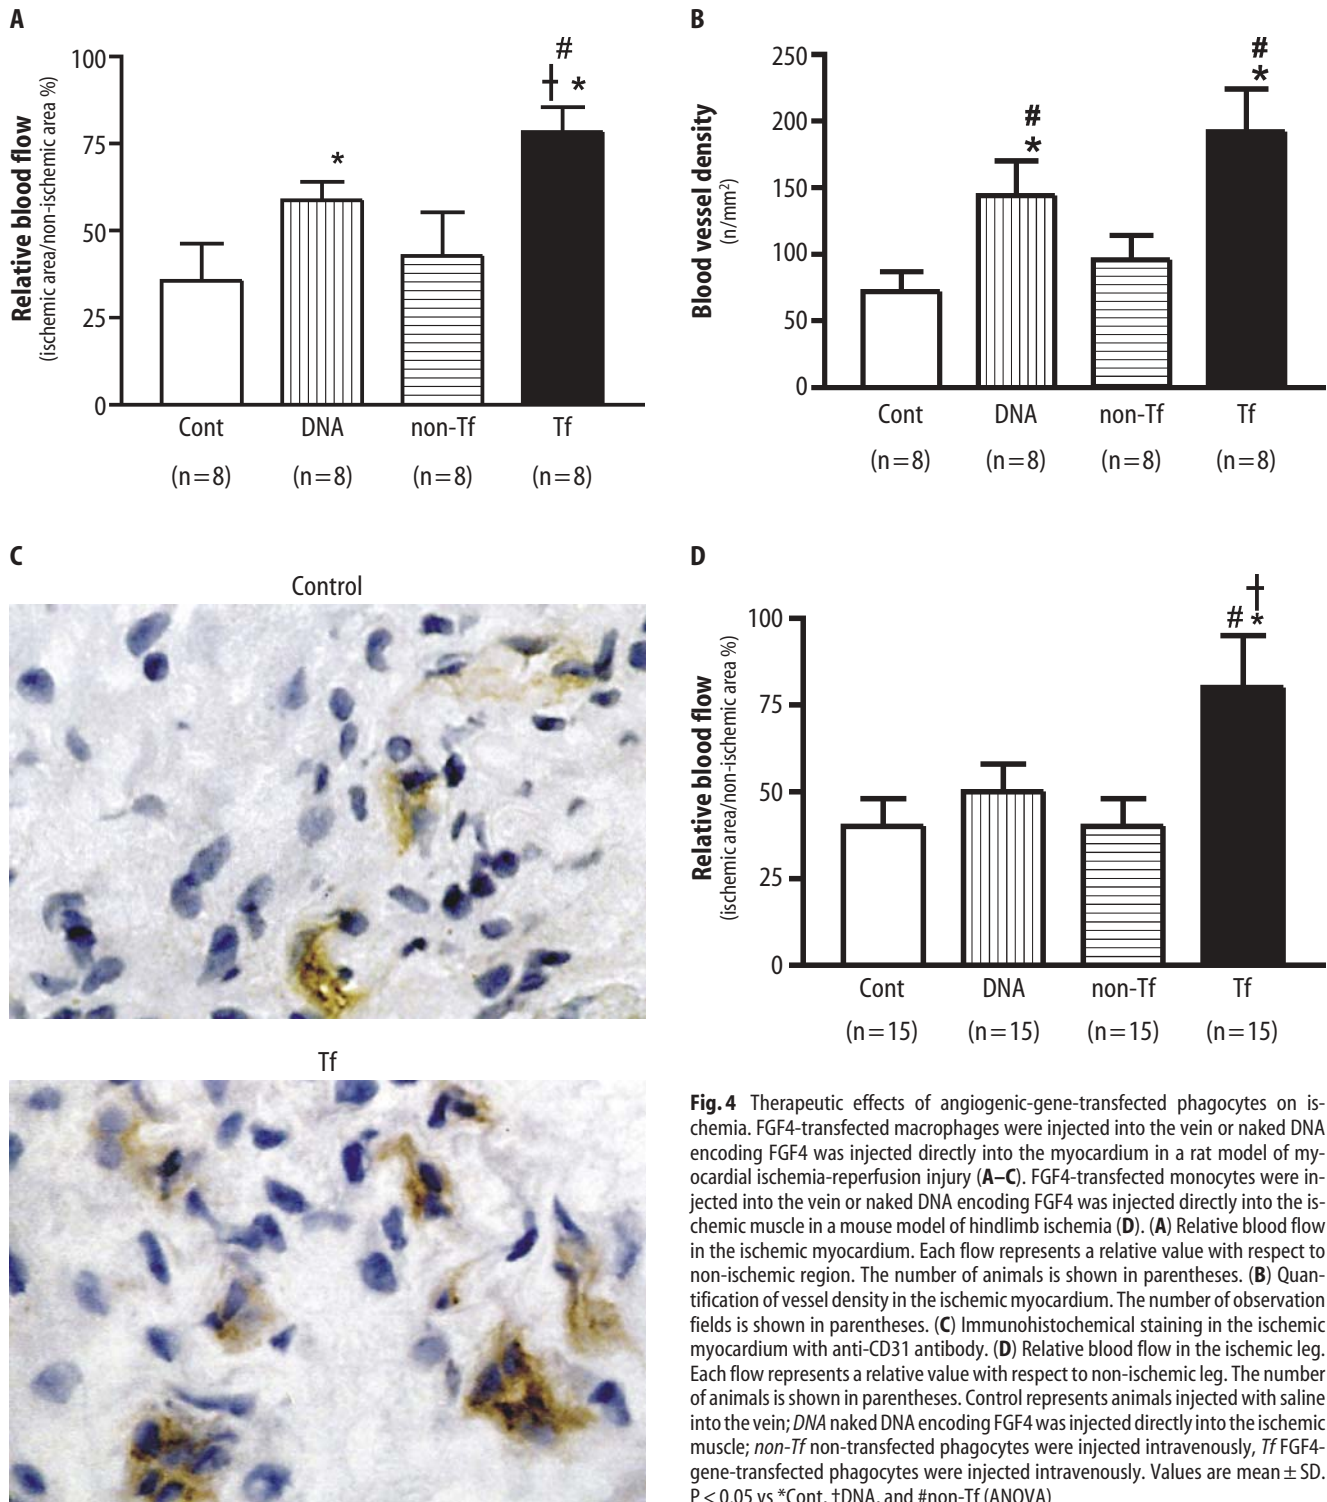 A
Relative blood flow
(ischemic area/non-ischemic area %)
100
75
50
25
0
*
#
† *
Cont DNA non-Tf Tf
(n=8) (n=8) (n=8) (n=8)
B
Blood vessel density
(n/mm²)
250
200
150
100
50
0
#
*
#
*
Cont DNA non-Tf Tf
(n=8) (n=8) (n=8) (n=8)
C
Control
Tf
D
Relative blood flow
(ischemic area/non-ischemic area %)
100
75
50
25
0
†
# *
Cont DNA non-Tf Tf
(n=15) (n=15) (n=15) (n=15)
Fig. 4 Therapeutic effects of angiogenic-gene-transfected phagocytes on is-
chemia. FGF4-transfected macrophages were injected into the vein or naked DNA
encoding FGF4 was injected directly into the myocardium in a rat model of my-
ocardial ischemia-reperfusion injury (A–C). FGF4-transfected monocytes were in-
jected into the vein or naked DNA encoding FGF4 was injected directly into the is-
chemic muscle in a mouse model of hindlimb ischemia (D). (A) Relative blood flow
in the ischemic myocardium. Each flow represents a relative value with respect to
non-ischemic region. The number of animals is shown in parentheses. (B) Quan-
tification of vessel density in the ischemic myocardium. The number of observation
fields is shown in parentheses. (C) Immunohistochemical staining in the ischemic
myocardium with anti-CD31 antibody. (D) Relative blood flow in the ischemic leg.
Each flow represents a relative value with respect to non-ischemic leg. The number
of animals is shown in parentheses. Control represents animals injected with saline
into the vein; DNA naked DNA encoding FGF4 was injected directly into the ischemic
muscle; non-Tf non-transfected phagocytes were injected intravenously, Tf FGF4-
gene-transfected phagocytes were injected intravenously. Values are mean ± SD.
P < 0.05 vs *Cont, †DNA, and #non-Tf (ANOVA)